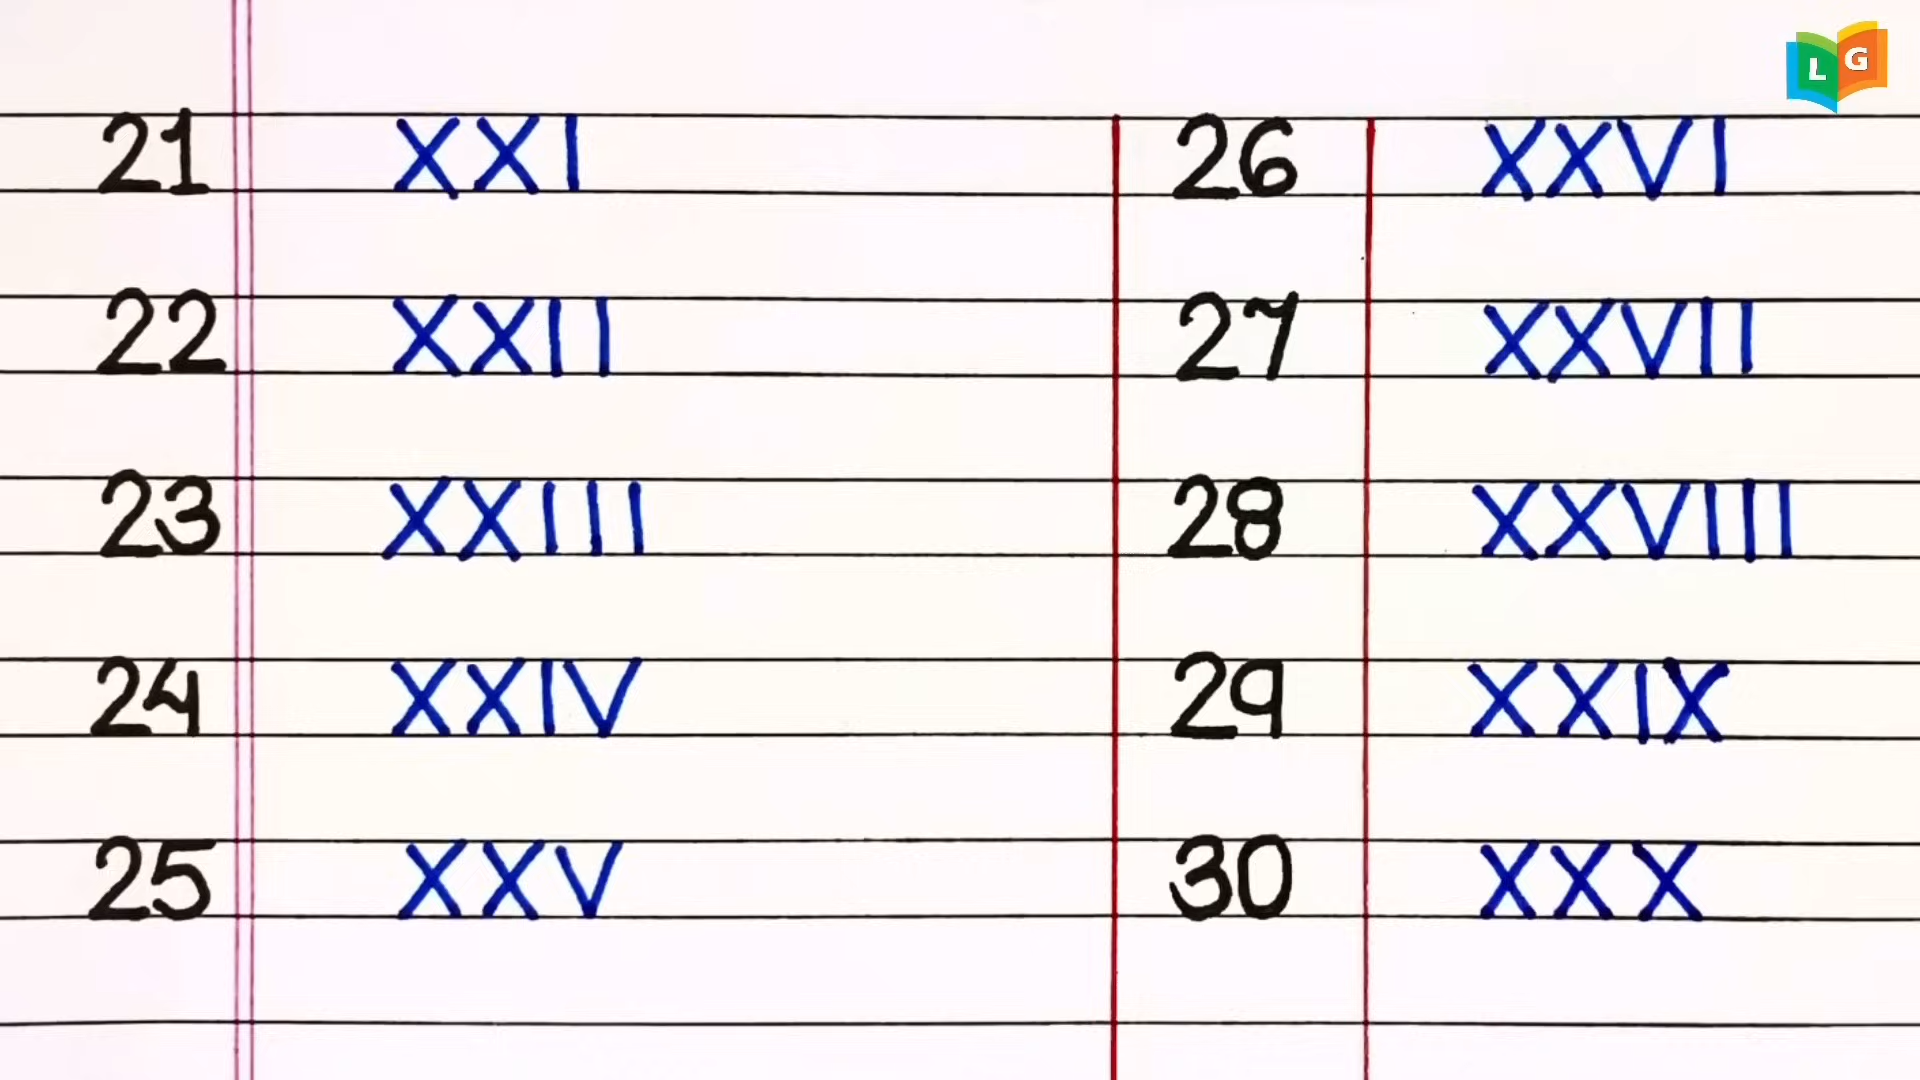 L G
21 XXI 26 XXVI
22 XXII 27 XXVII
23 XXIII 28 XXVIII
24 XXIV 29 XXIX
25 XXV 30 XXX